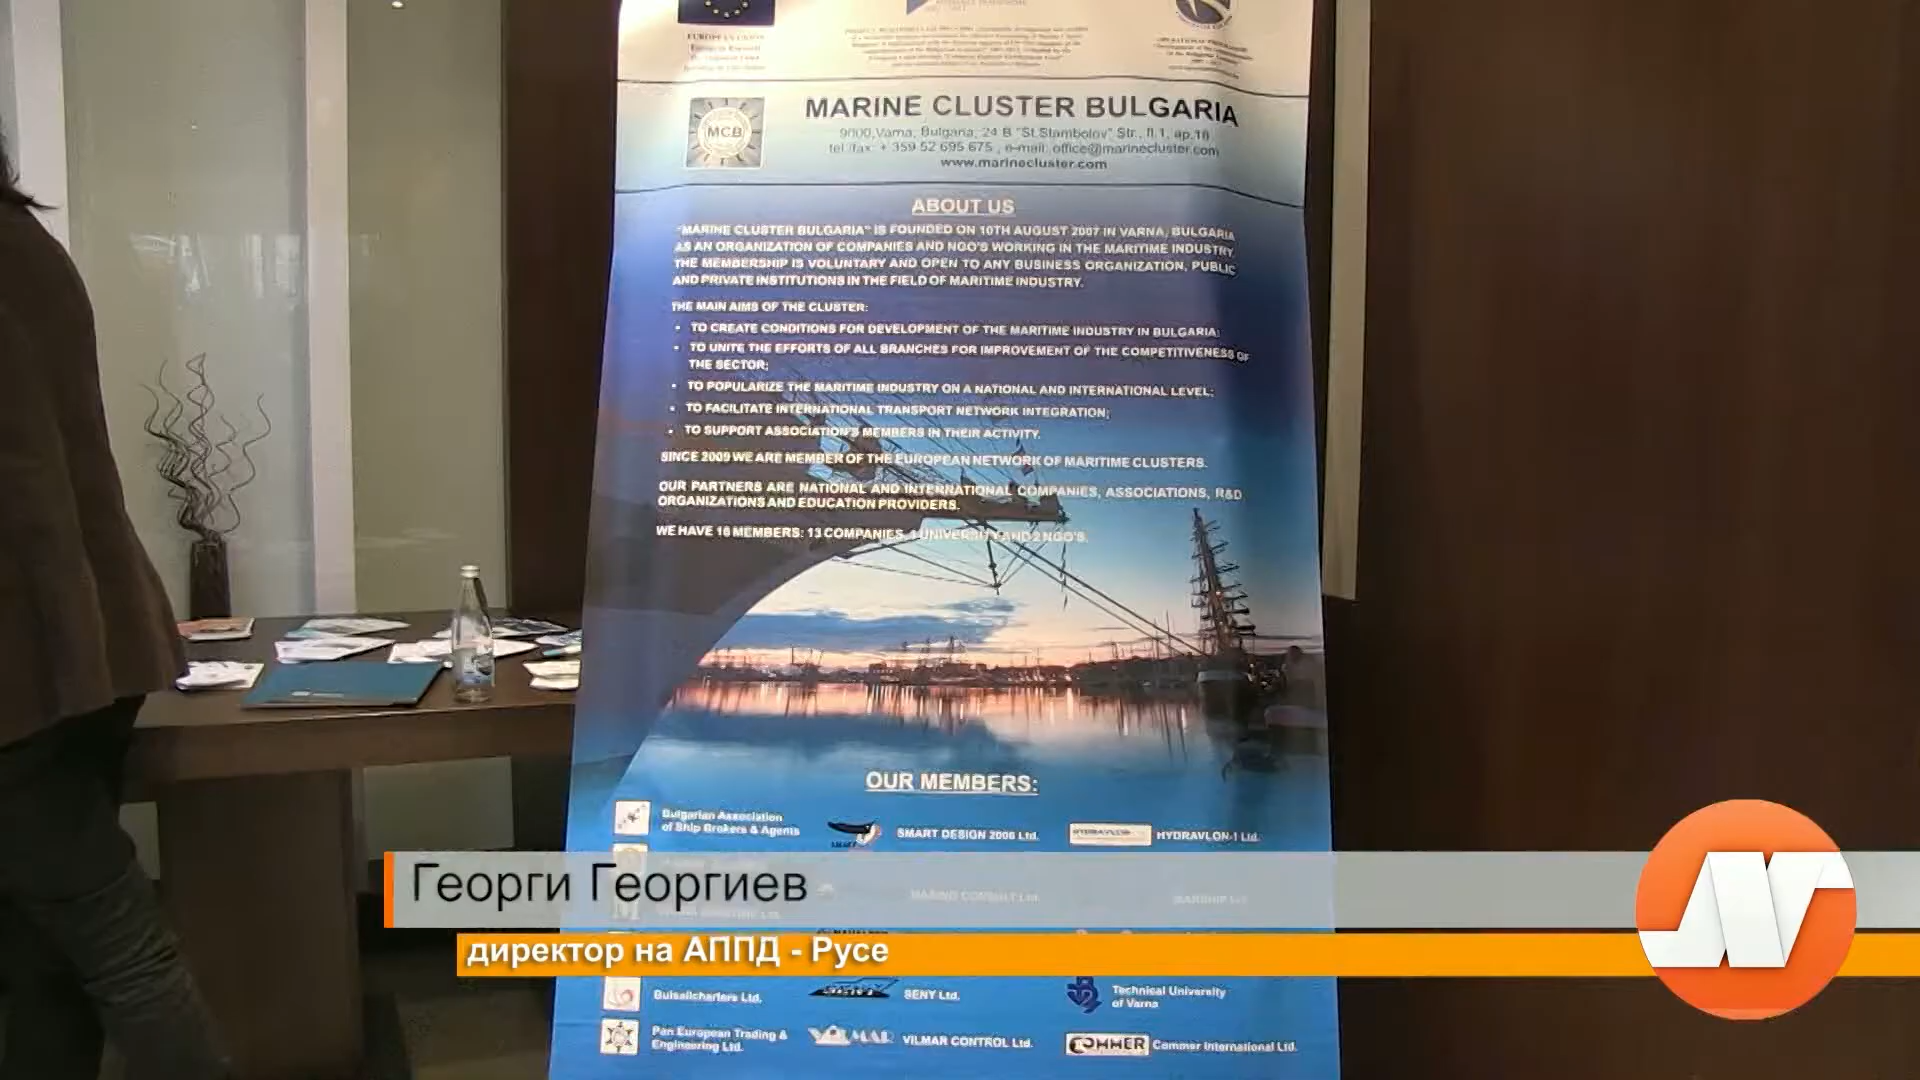 EUROPEAN UNION
MARINE CLUSTER BULGARIA
MCB
9000, Varna, Bulgaria, 24 B "St.Stambolov" Str., fl.1, ap.16
tel./fax: + 359 52 695 675 , e-mail: office@marinecluster.com
www.marinecluster.com
ABOUT US
"MARINE CLUSTER BULGARIA" IS FOUNDED ON 10TH AUGUST 2007 IN VARNA, BULGARIA
AS AN ORGANIZATION OF COMPANIES AND NGO'S WORKING IN THE MARITIME INDUSTRY.
THE MEMBERSHIP IS VOLUNTARY AND OPEN TO ANY BUSINESS ORGANIZATION, PUBLIC
AND PRIVATE INSTITUTIONS IN THE FIELD OF MARITIME INDUSTRY.
THE MAIN AIMS OF THE CLUSTER:
• TO CREATE CONDITIONS FOR DEVELOPMENT OF THE MARITIME INDUSTRY IN BULGARIA;
• TO UNITE THE EFFORTS OF ALL BRANCHES FOR IMPROVEMENT OF THE COMPETITIVENESS OF
THE SECTOR;
• TO POPULARIZE THE MARITIME INDUSTRY ON A NATIONAL AND INTERNATIONAL LEVEL;
• TO FACILITATE INTERNATIONAL TRANSPORT NETWORK INTEGRATION;
• TO SUPPORT ASSOCIATION'S MEMBERS IN THEIR ACTIVITY.
SINCE 2009 WE ARE MEMBER OF THE EUROPEAN NETWORK OF MARITIME CLUSTERS.
OUR PARTNERS ARE NATIONAL AND INTERNATIONAL COMPANIES, ASSOCIATIONS, R&D
ORGANIZATIONS AND EDUCATION PROVIDERS.
WE HAVE 16 MEMBERS: 13 COMPANIES, 1 UNIVERSITY AND 2 NGO'S.
OUR MEMBERS:
Bulgarian Association
of Ship Brokers & Agents
SMART DESIGN 2006 Ltd.
HYDRAVLON-1 Ltd.
Георги Георгиев
MARINO CONSULT Ltd.
директор на АППД - Русе
Bulsailcharters Ltd.
SENY Ltd.
Technical University
of Varna
Pan European Trading &
Engineering Ltd.
VILMAR
VILMAR CONTROL Ltd.
COMMER
Commer International Ltd.